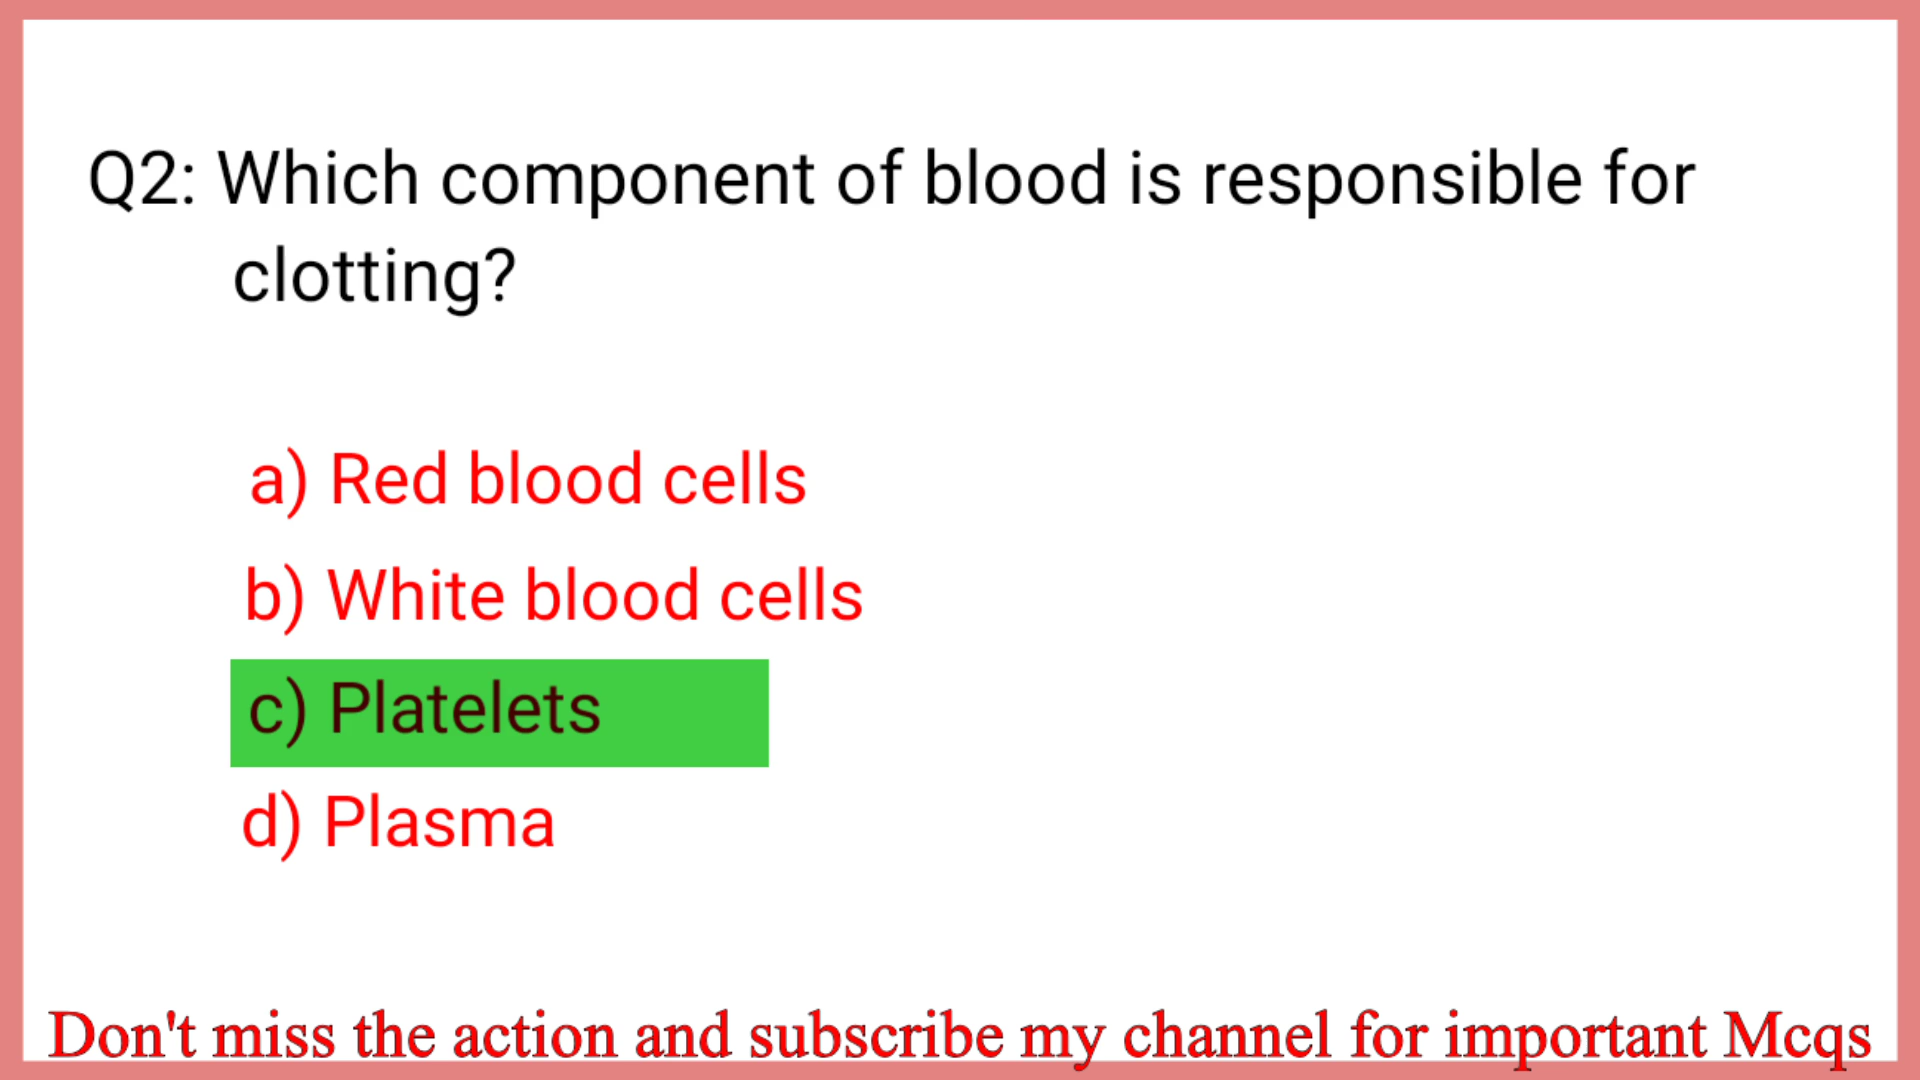 Q2: Which component of blood is responsible for
clotting?
a) Red blood cells
b) White blood cells
c) Platelets
d) Plasma
Don't miss the action and subscribe my channel for important Mcqs